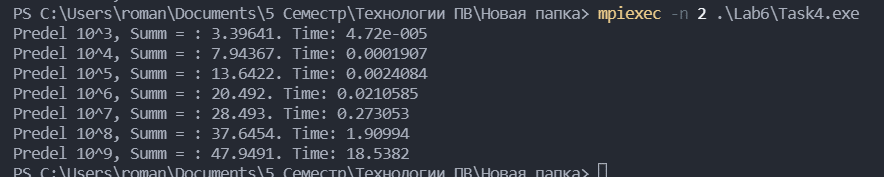 PS C:\Users\roman\Documents\5 Семестр\Технологии ПВ\Новая папка> mpiexec -n 2 .\Lab6\Task4.exe
Predel 10^3, Summ = : 3.39641. Time: 4.72e-005
Predel 10^4, Summ = : 7.94367. Time: 0.0001907
Predel 10^5, Summ = : 13.6422. Time: 0.0024084
Predel 10^6, Summ = : 20.492. Time: 0.0210585
Predel 10^7, Summ = : 28.493. Time: 0.273053
Predel 10^8, Summ = : 37.6454. Time: 1.90994
Predel 10^9, Summ = : 47.9491. Time: 18.5382
PS C:\Users\roman\Documents\5 Семестр\Технологии ПВ\Новая папка>